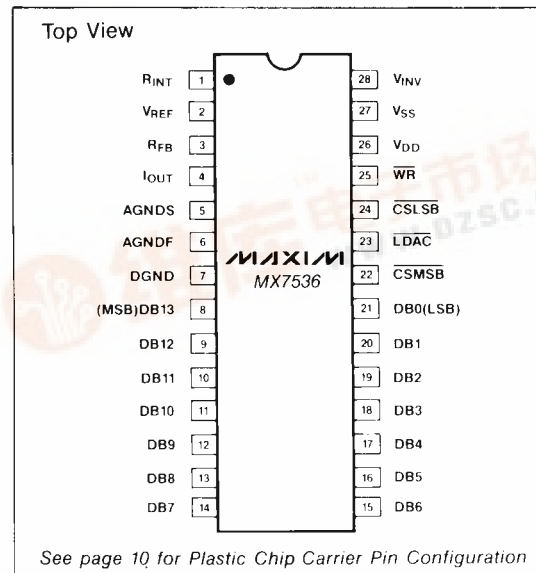 Top View
RINT 1 28 VINV
VREF 2 27 VSS
RFB 3 26 VDD
IOUT 4 25 WR
AGNDS 5 24 CSLSB
AGNDF 6 23 LDAC
DGND 7 22 CSMSB
MAXIM
MX7536
(MSB)DB13 8 21 DB0(LSB)
DB12 9 20 DB1
DB11 10 19 DB2
DB10 11 18 DB3
DB9 12 17 DB4
DB8 13 16 DB5
DB7 14 15 DB6
See page 10 for Plastic Chip Carrier Pin Configuration